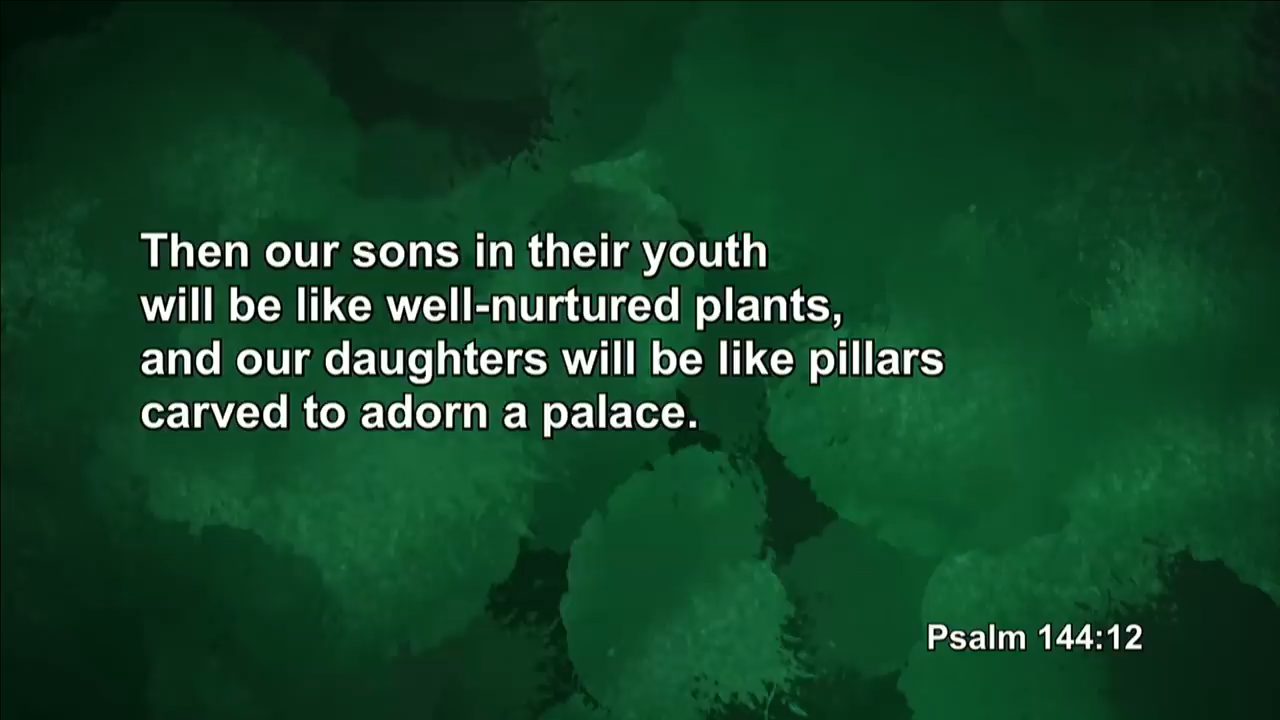 Then our sons in their youth
will be like well-nurtured plants,
and our daughters will be like pillars
carved to adorn a palace.
Psalm 144:12